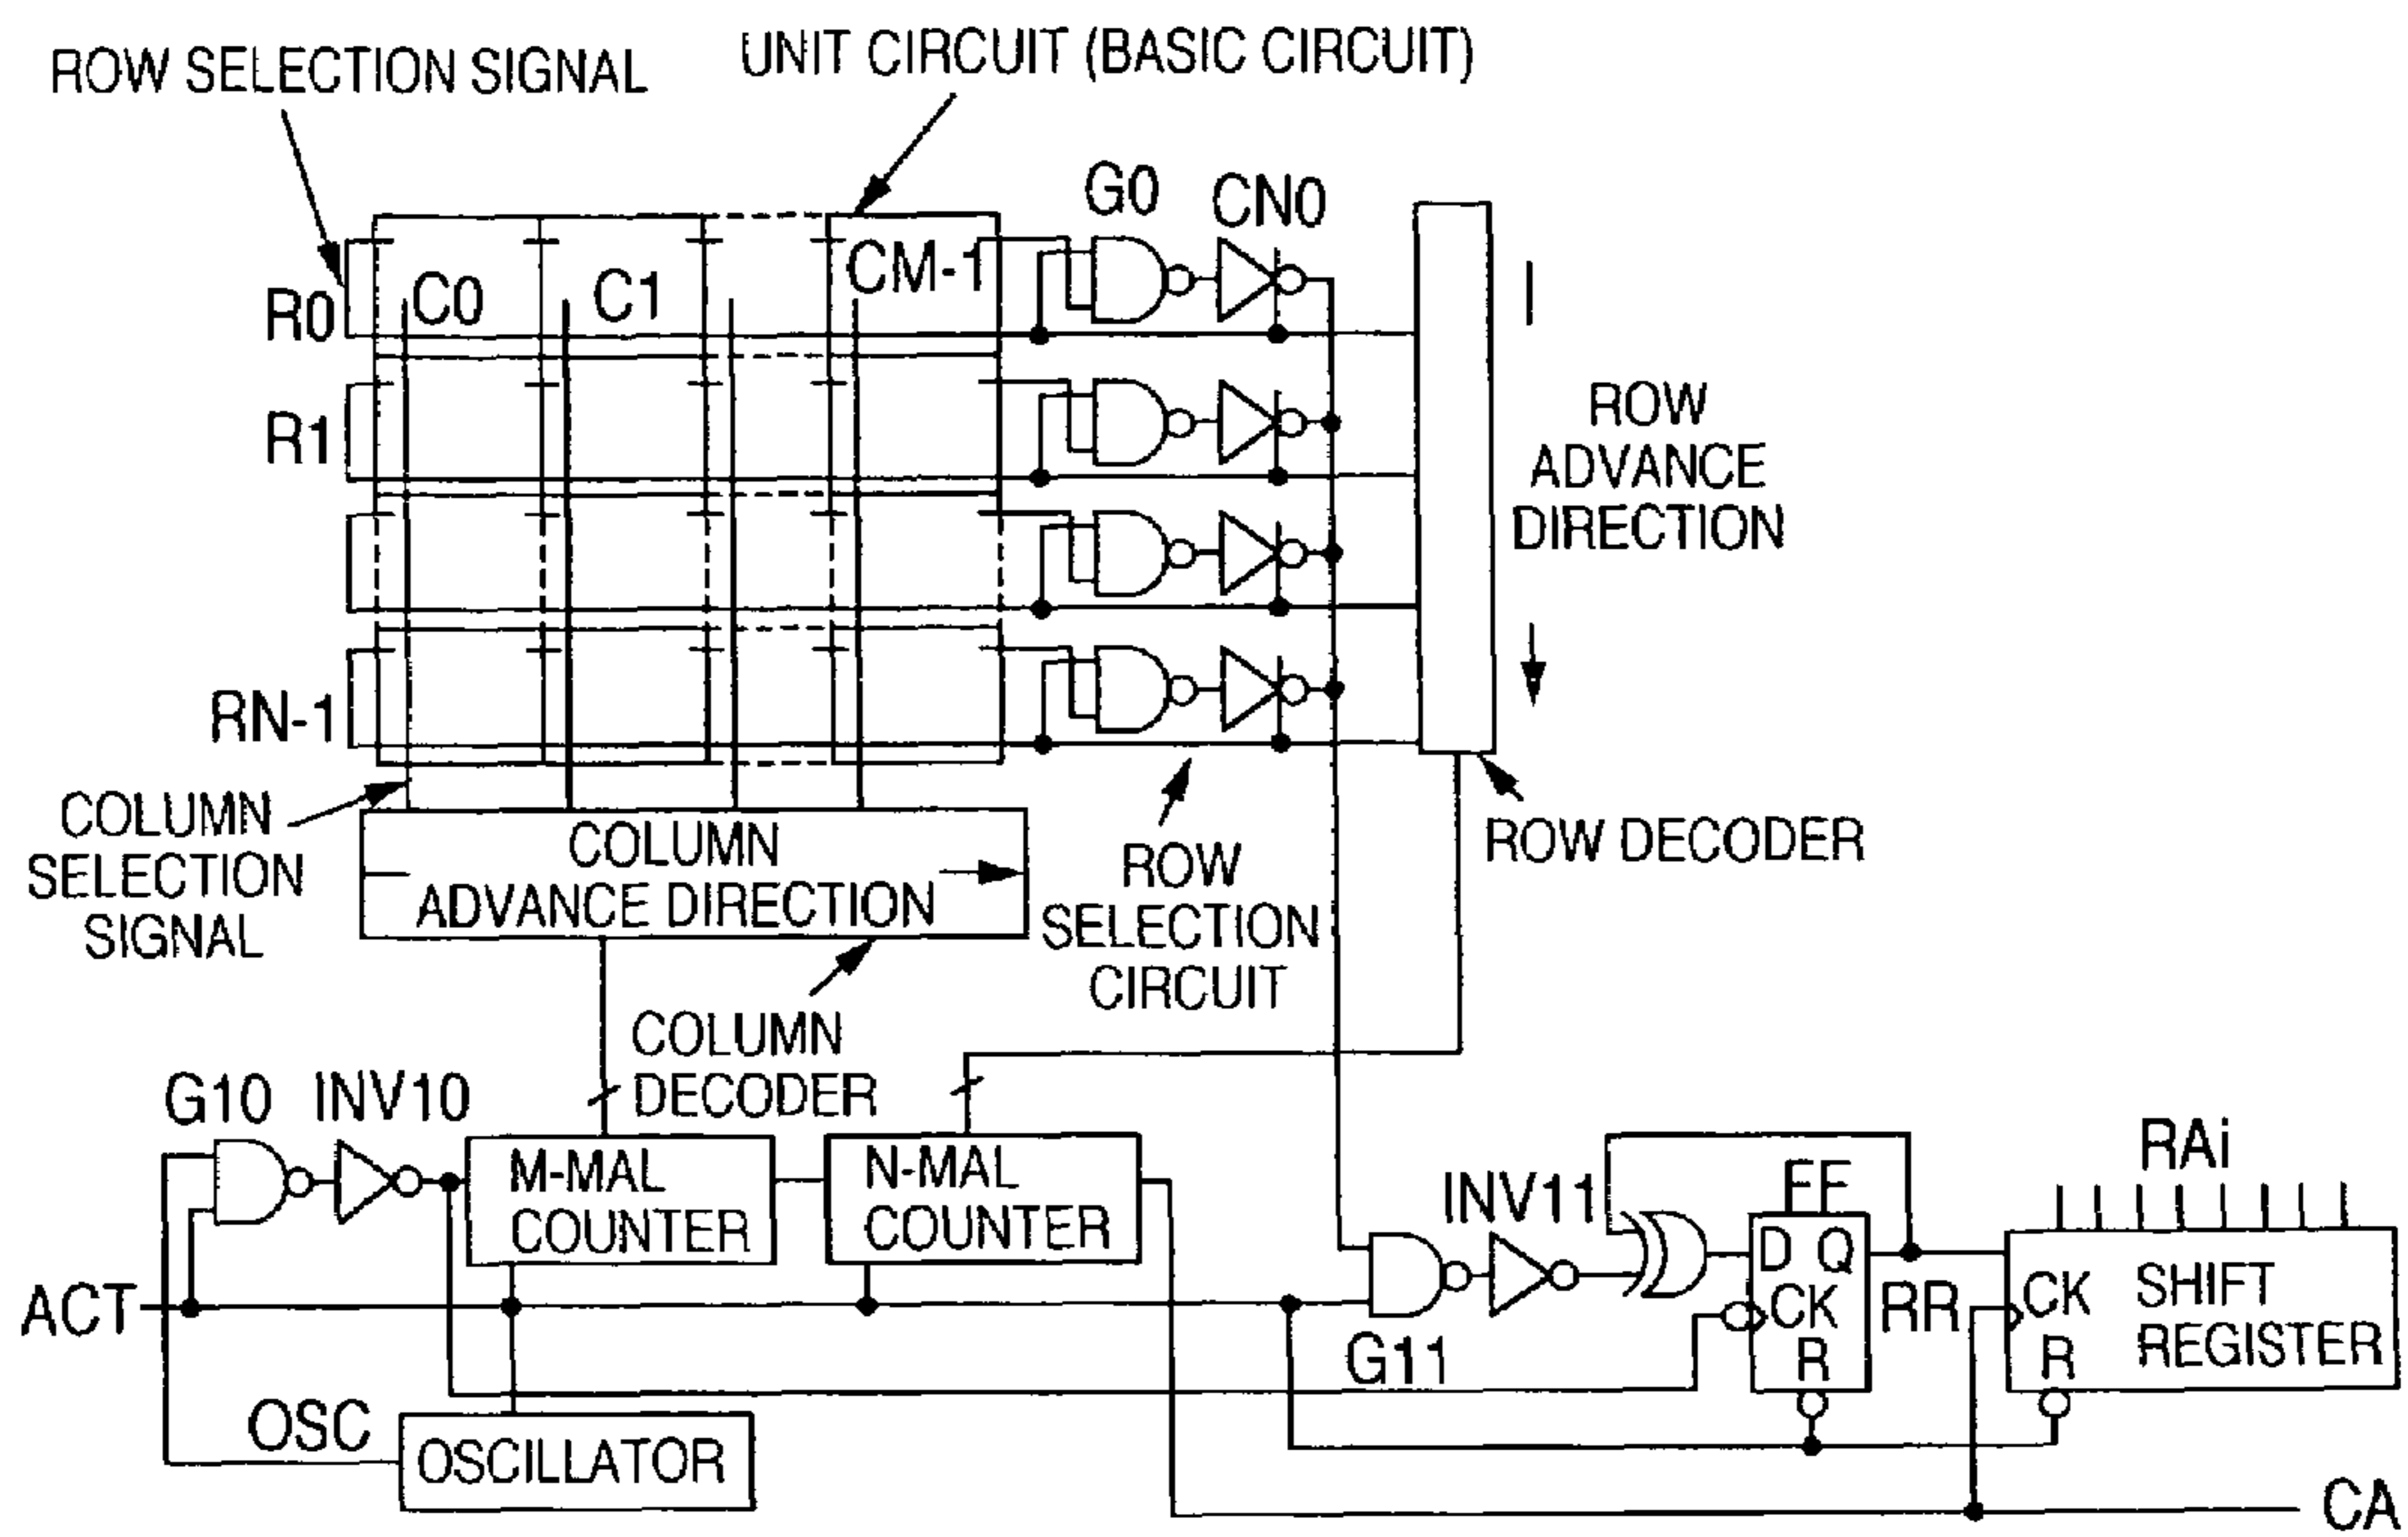 ROW SELECTION SIGNAL
UNIT CIRCUIT (BASIC CIRCUIT)
G0
CN0
R0
C0
C1
CM-1
R1
RN-1
ROW
ADVANCE
DIRECTION
COLUMN
SELECTION
SIGNAL
COLUMN
ADVANCE DIRECTION
ROW
SELECTION
CIRCUIT
ROW DECODER
COLUMN
DECODER
G10
INV10
M-MAL
COUNTER
N-MAL
COUNTER
INV11
FF
RAi
D Q
CK
R
RR
CK
R
SHIFT
REGISTER
ACT
G11
OSC
OSCILLATOR
CA